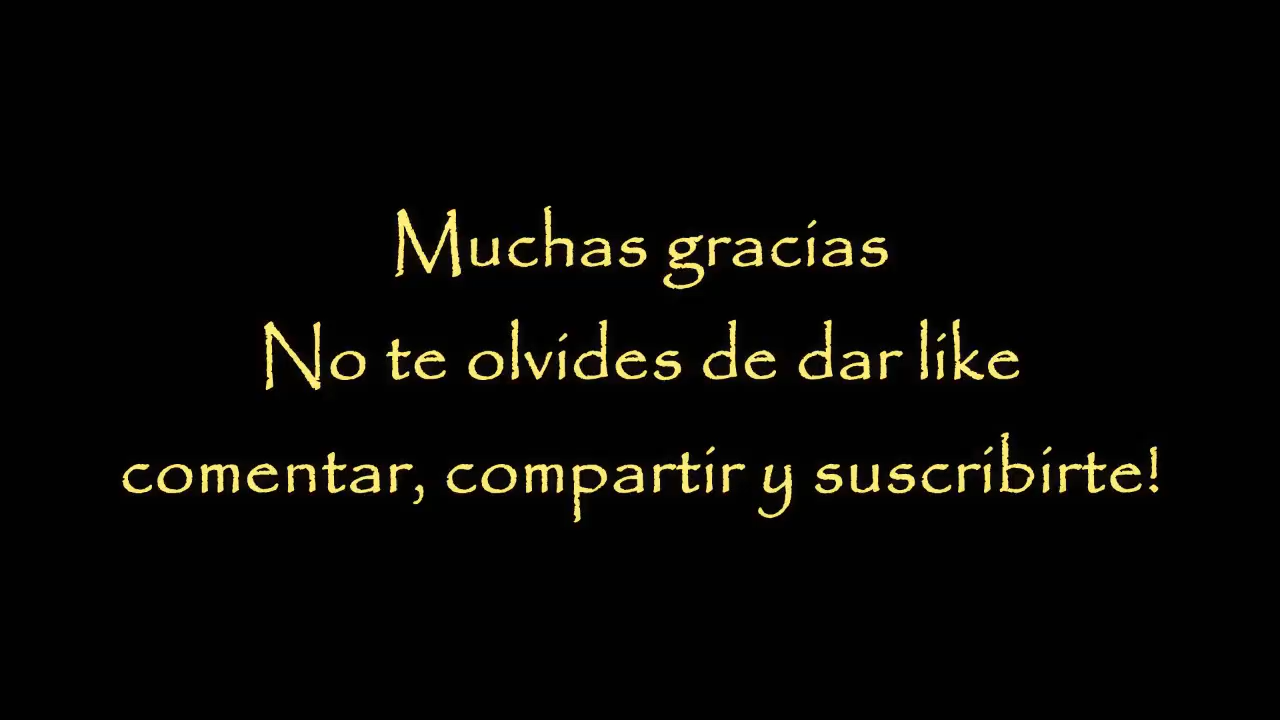 Muchas gracias
No te olvides de dar like
comentar, compartir y suscribirte!